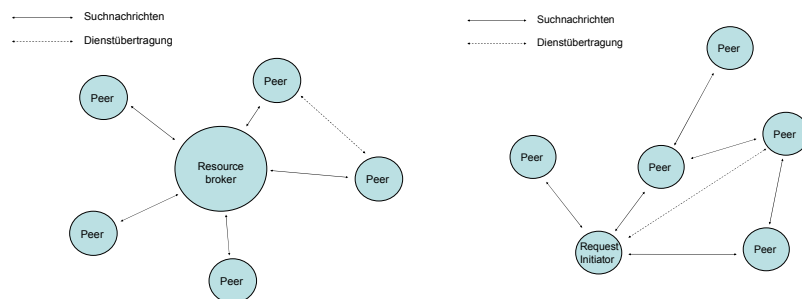 Suchnachrichten
Dienstübertragung
Peer
Peer
Resource
broker
Peer
Peer
Peer
Suchnachrichten
Dienstübertragung
Peer
Peer
Peer
Peer
Request
Initiator
Peer